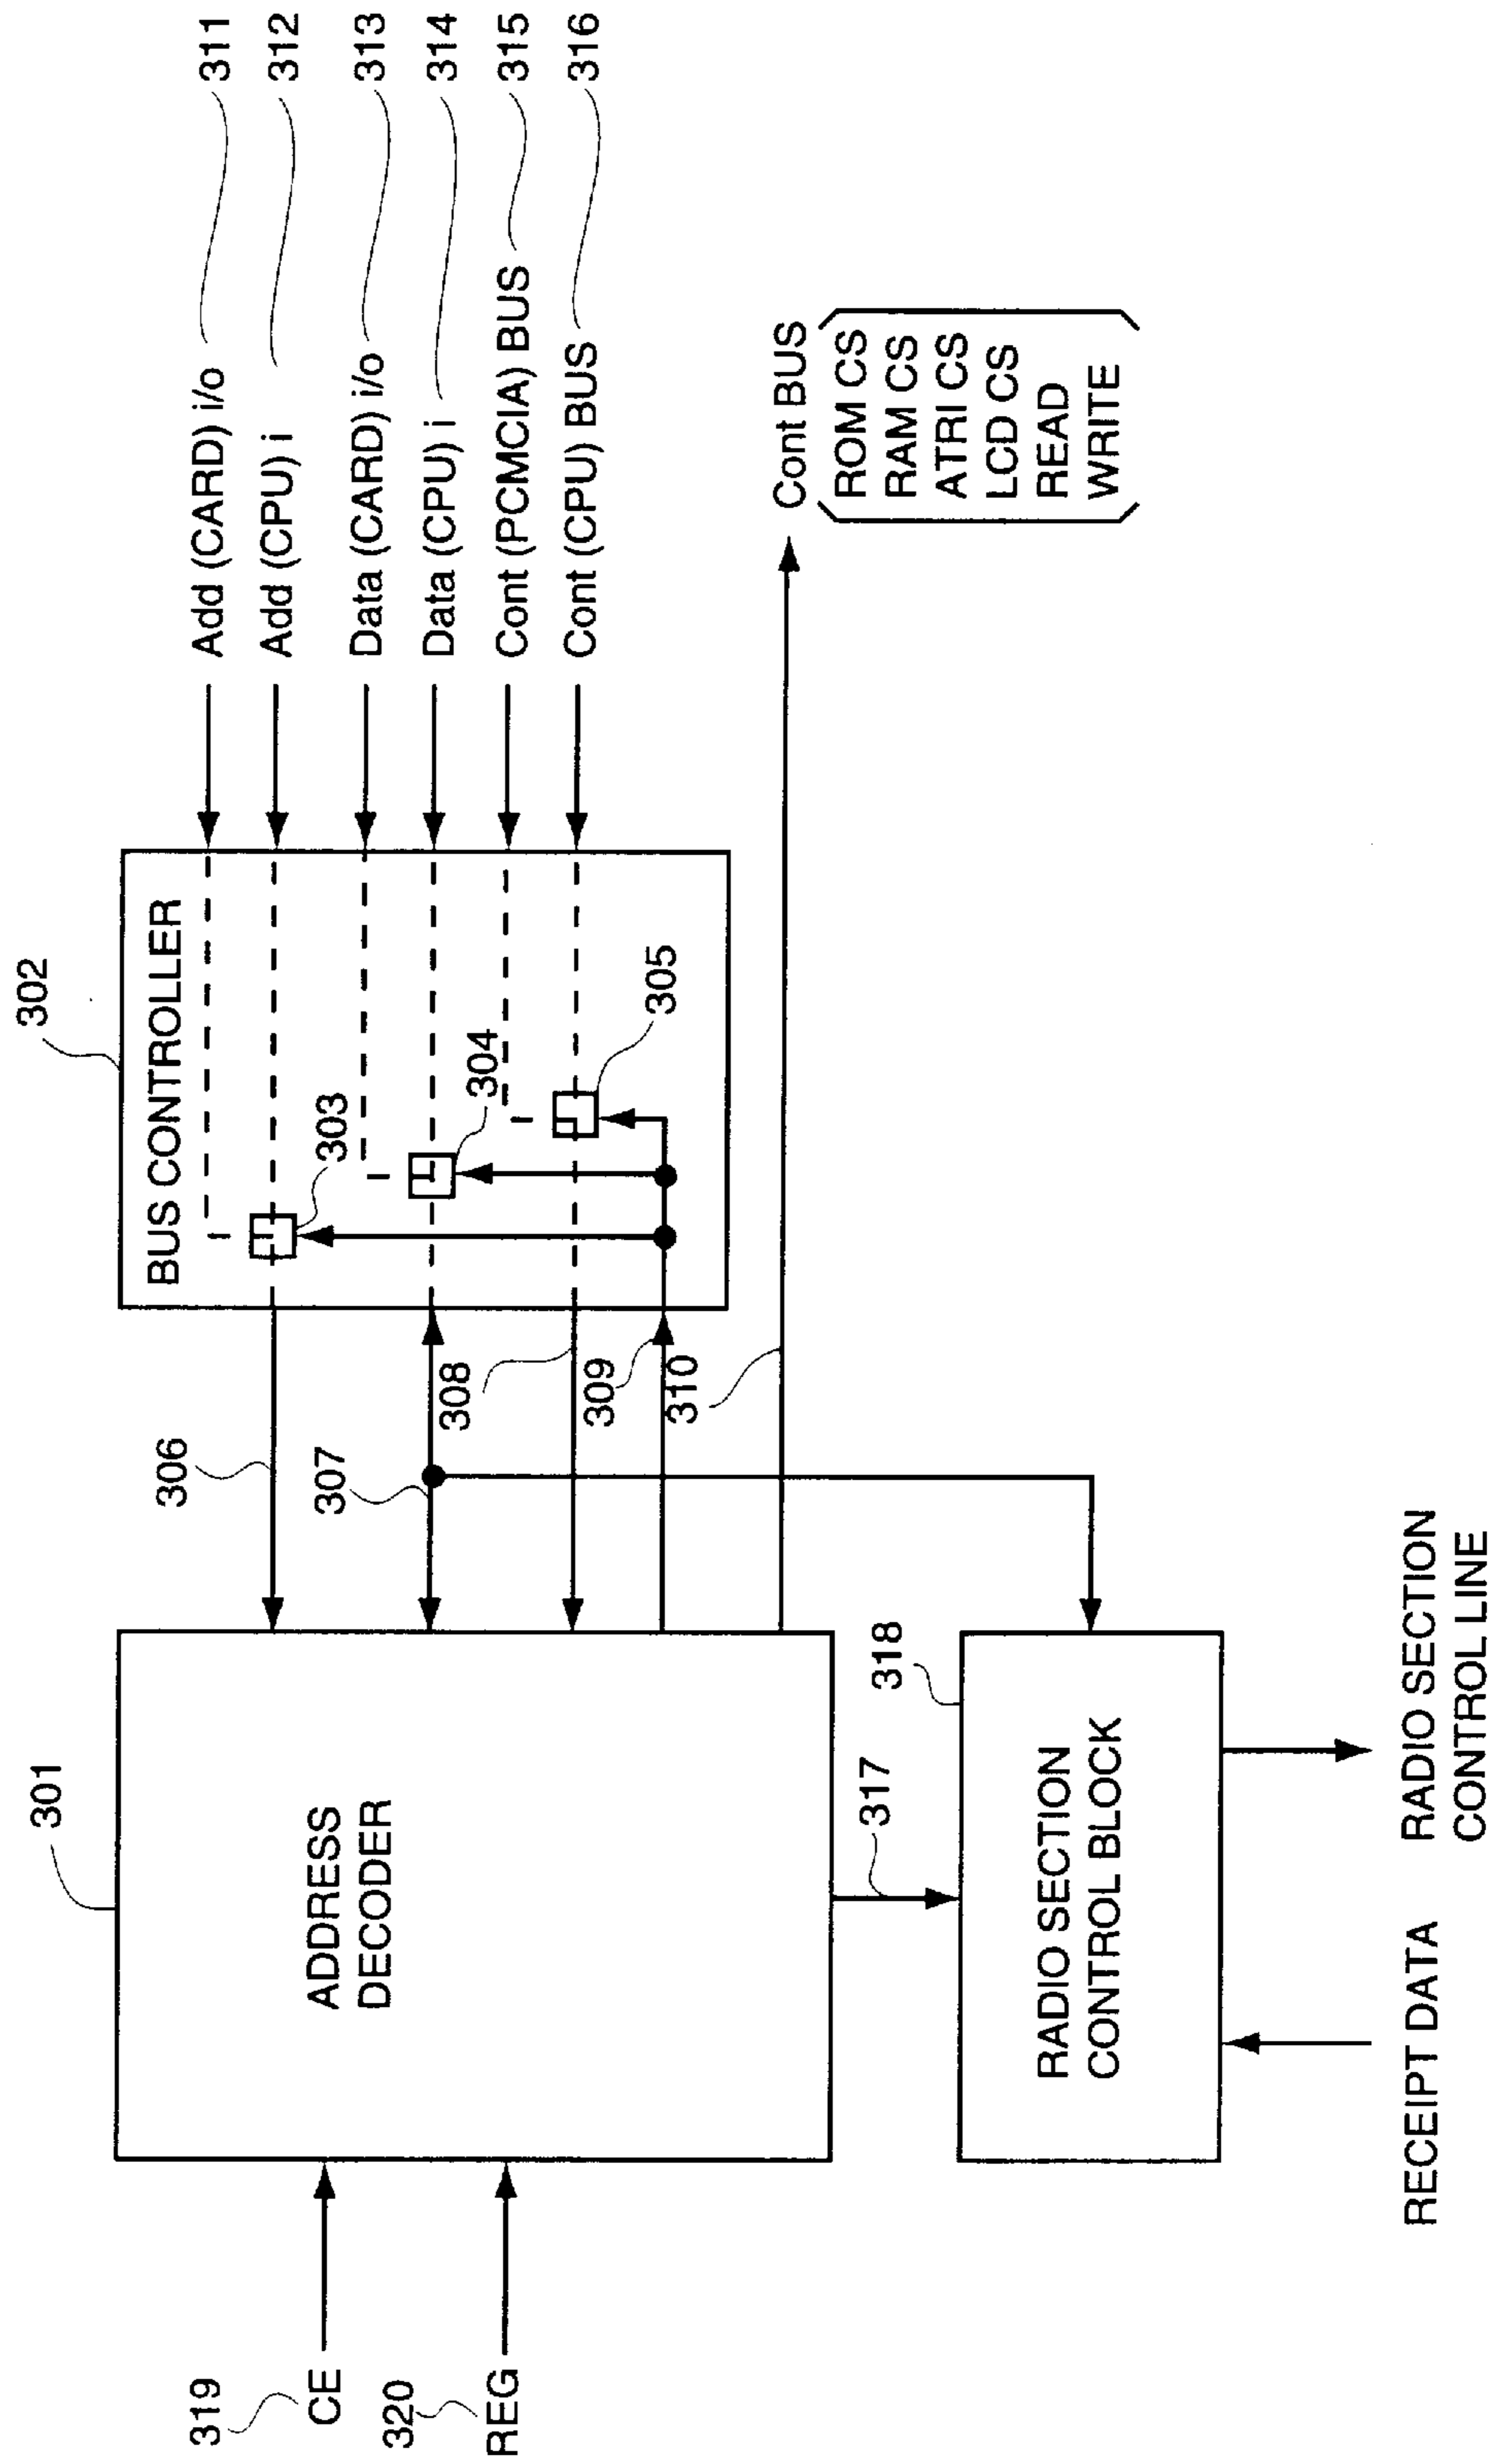 302
BUS CONTROLLER
303
304
305
Add (CARD) i/o
311
Add (CPU) i
312
Data (CARD) i/o
313
Data (CPU) i
314
Cont (PCMCIA) BUS
315
Cont (CPU) BUS
316
301
ADDRESS
DECODER
306
307
308
309
310
Cont BUS
ROM CS
RAM CS
ATRI CS
LCD CS
READ
WRITE
319
CE
320
REG
317
318
RADIO SECTION
CONTROL BLOCK
RECEIPT DATA
RADIO SECTION
CONTROL LINE